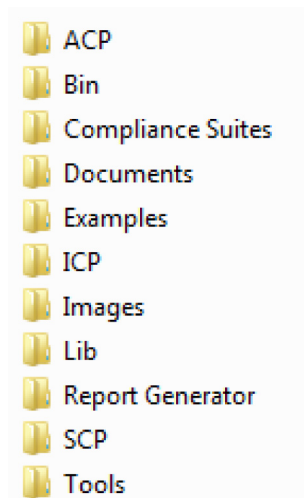 ACP
Bin
Compliance Suites
Documents
Examples
ICP
Images
Lib
Report Generator
SCP
Tools